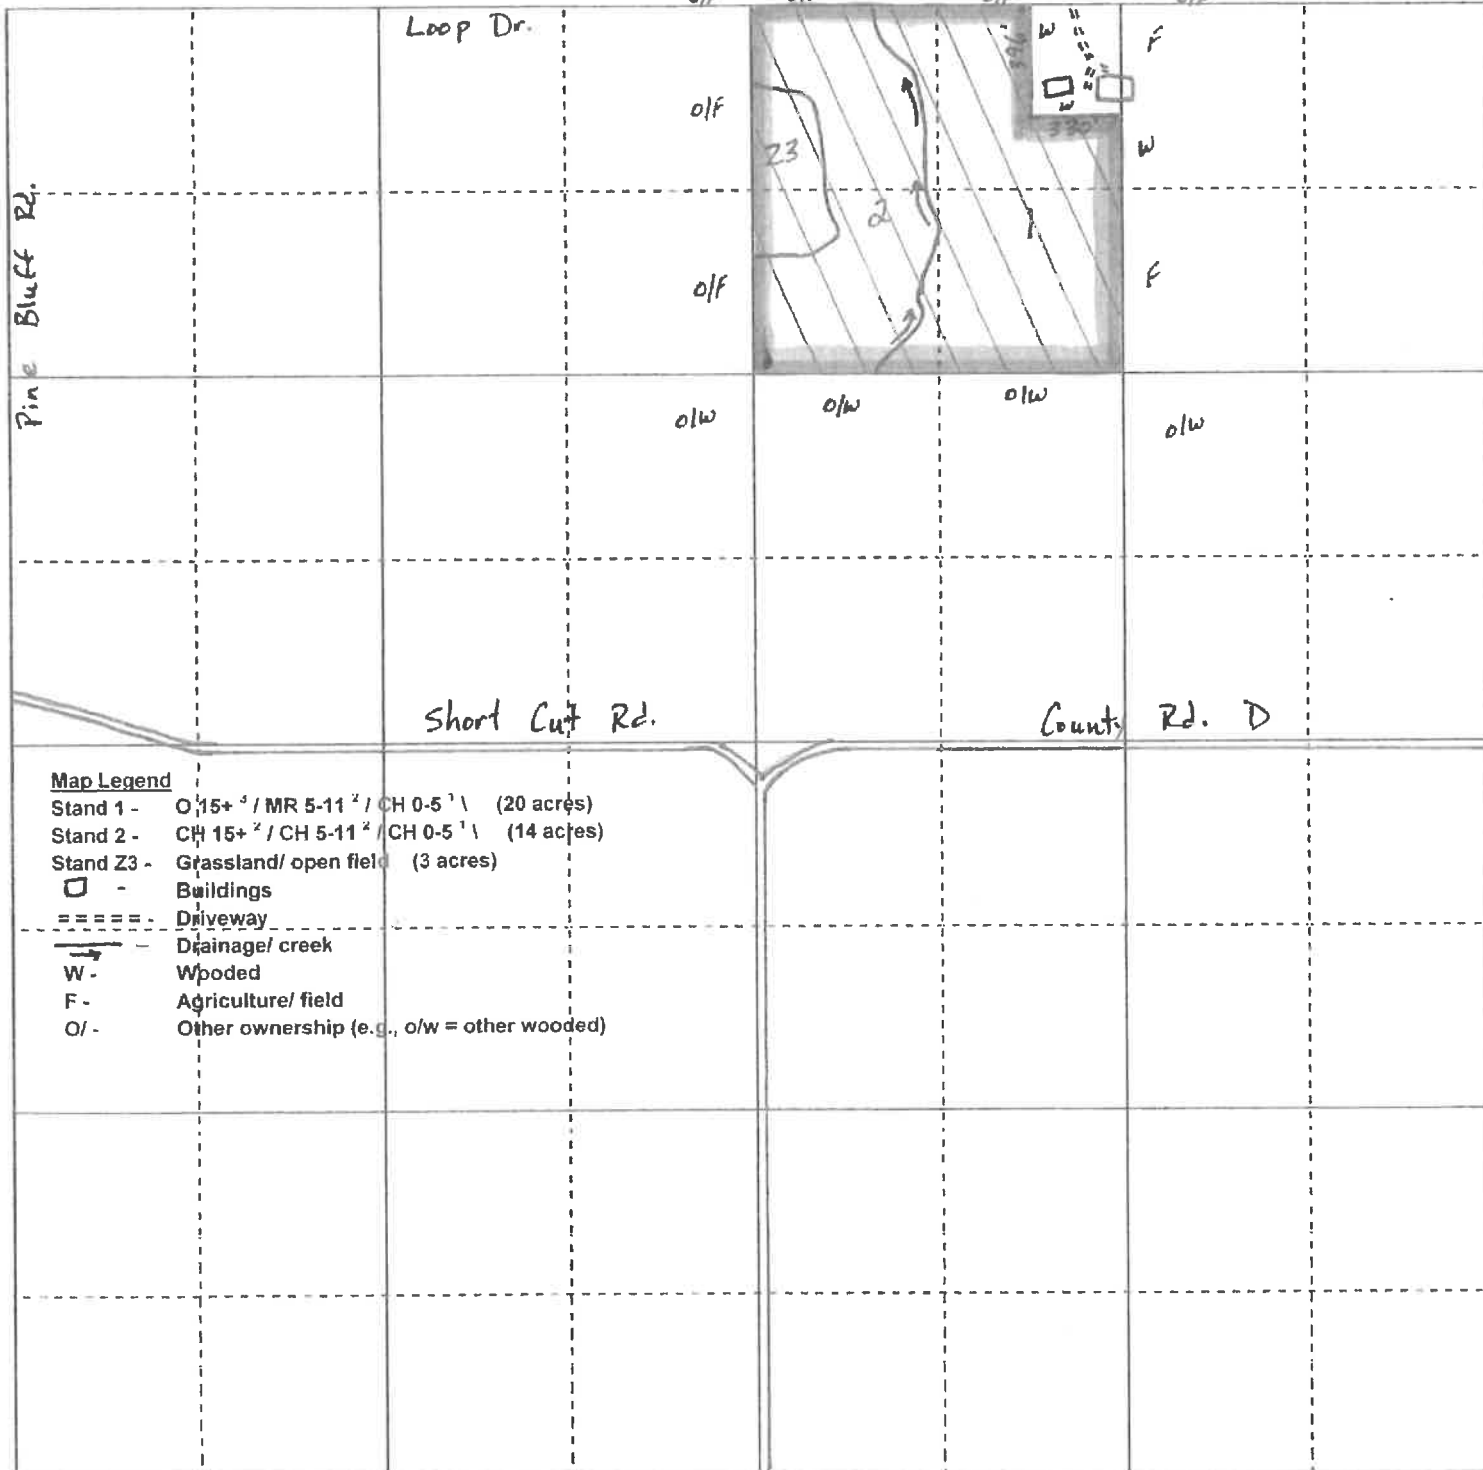 Loop Dr.
396'
W
F
O/F
W
330'
Z3
W
2
1
Pine Bluff Rd.
O/F
F
O/W
O/W
O/W
O/W
Short Cut Rd.
County Rd. D
Map Legend
Stand 1 - O 15+ ³ / MR 5-11 ² / CH 0-5 ¹ \ (20 acres)
Stand 2 - CH 15+ ² / CH 5-11 ² / CH 0-5 ¹ \ (14 acres)
Stand Z3 - Grassland/ open field (3 acres)
- Buildings
===== - Driveway
- Drainage/ creek
W - Wooded
F - Agriculture/ field
O/ - Other ownership (e.g., o/w = other wooded)